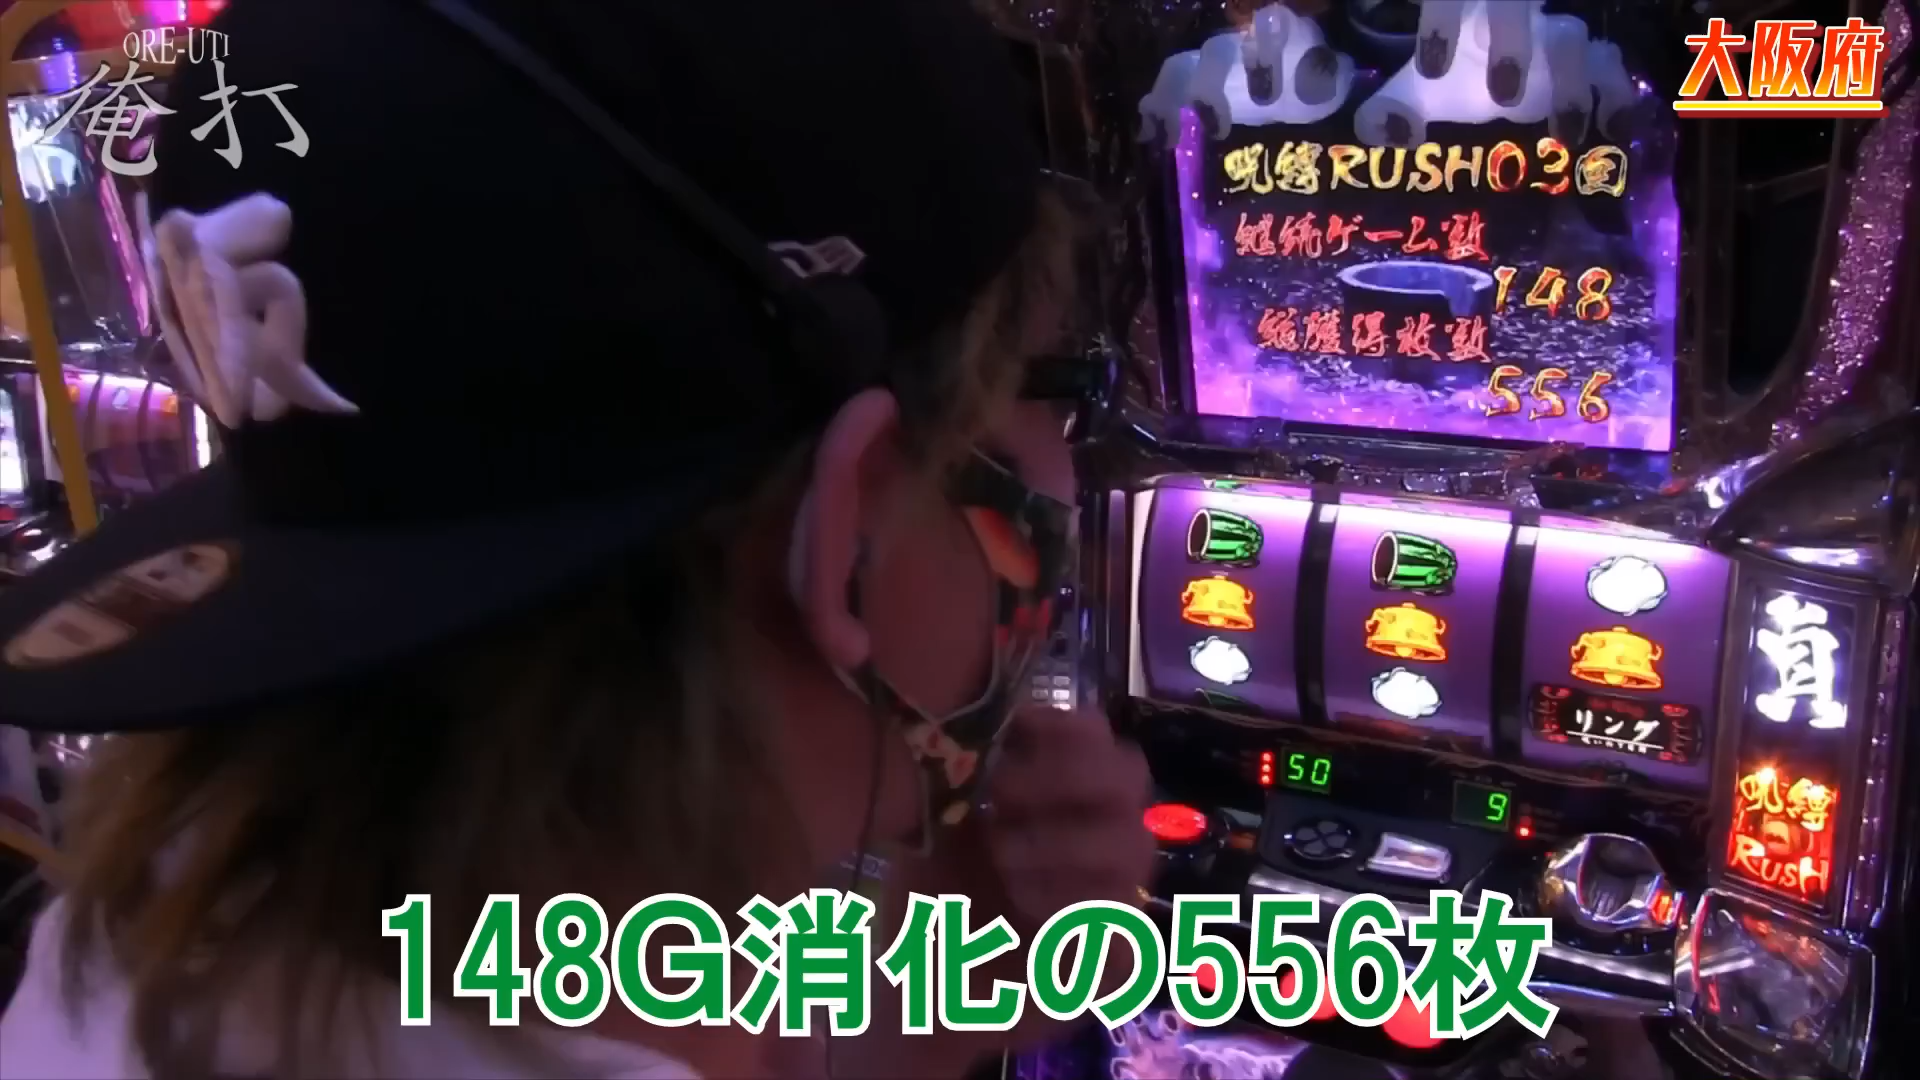 ORE-UTI
俺打
大阪府
呪縛RUSH03回
継続ゲーム数
148
総獲得枚数
556
リング
真
50
9
呪縛
RUSH
148G消化の556枚